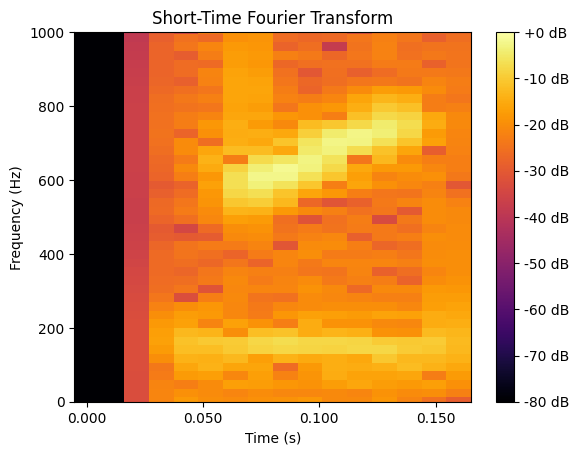 Short-Time Fourier Transform
Frequency (Hz)
1000
800
600
400
200
0
0.000
0.050
0.100
0.150
Time (s)
+0 dB
-10 dB
-20 dB
-30 dB
-40 dB
-50 dB
-60 dB
-70 dB
-80 dB